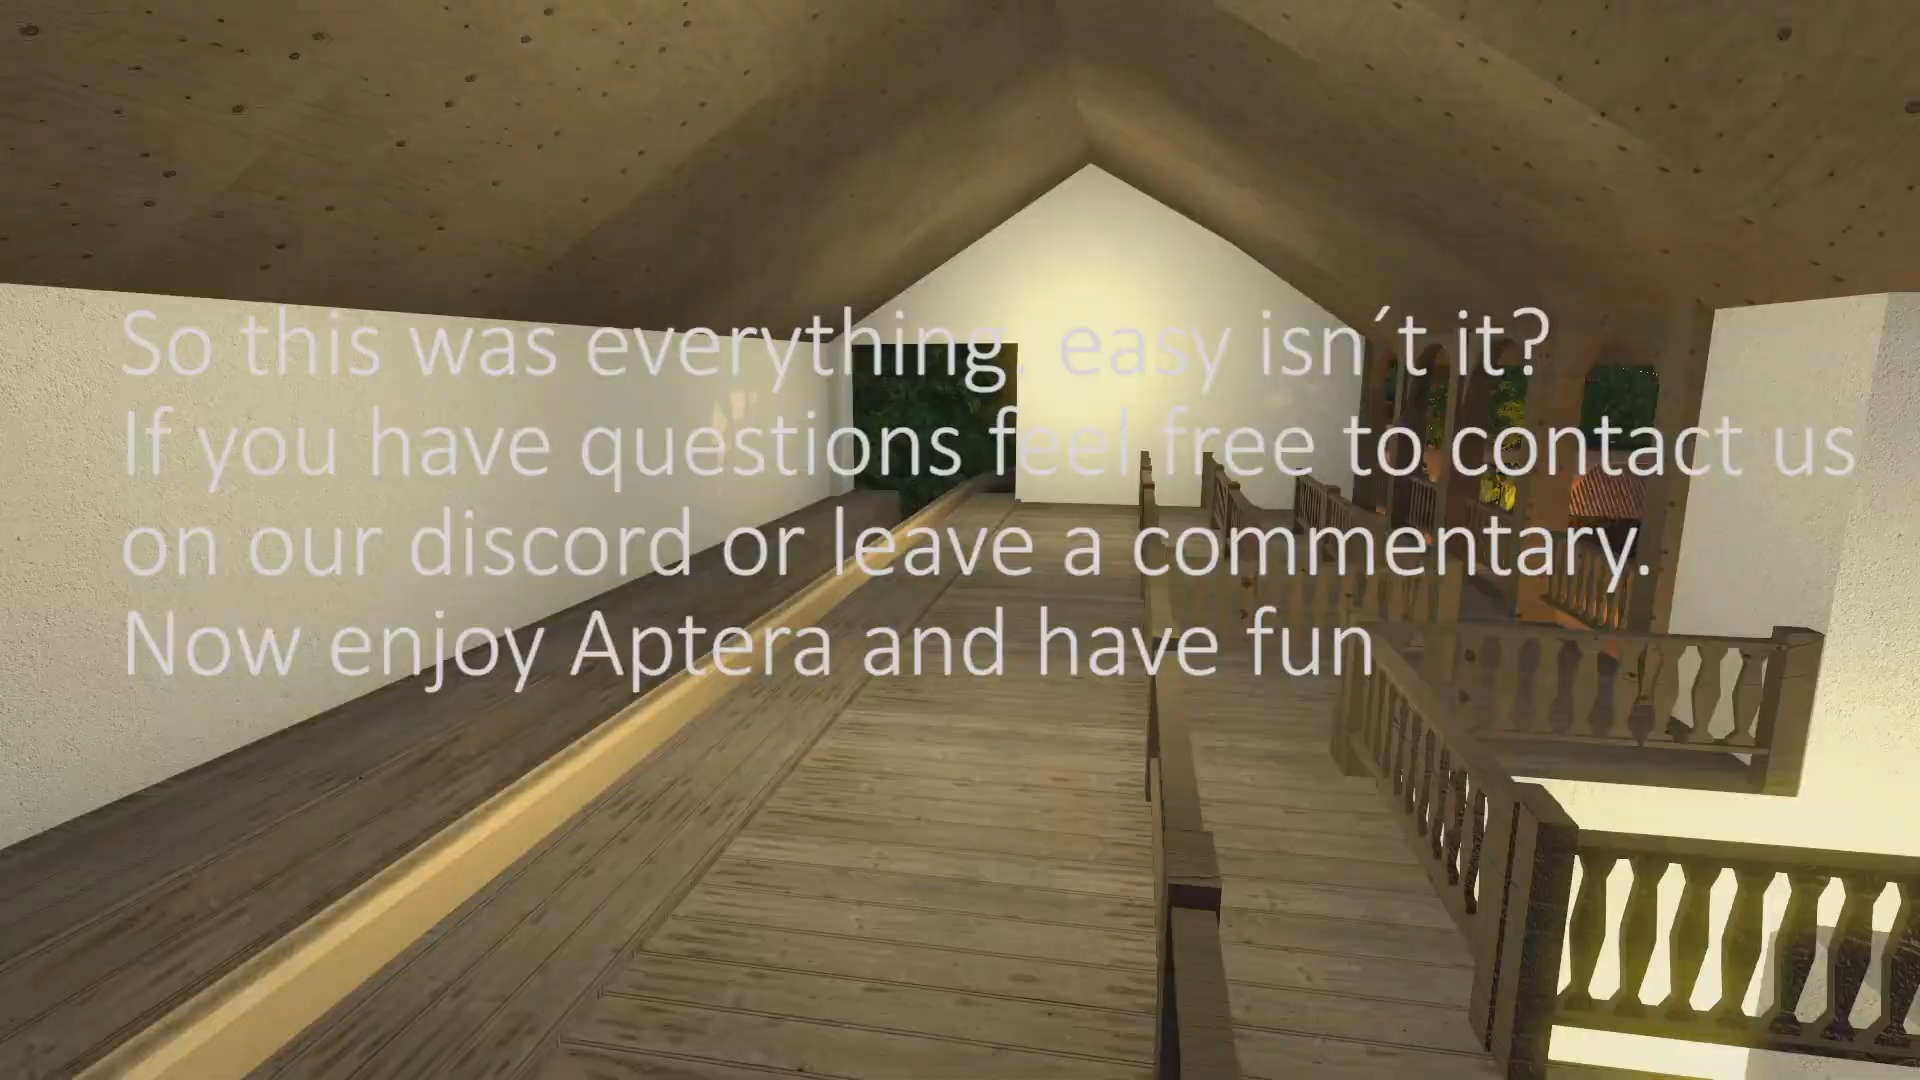 So this was everything, easy isn´t it?
If you have questions feel free to contact us
on our discord or leave a commentary.
Now enjoy Aptera and have fun